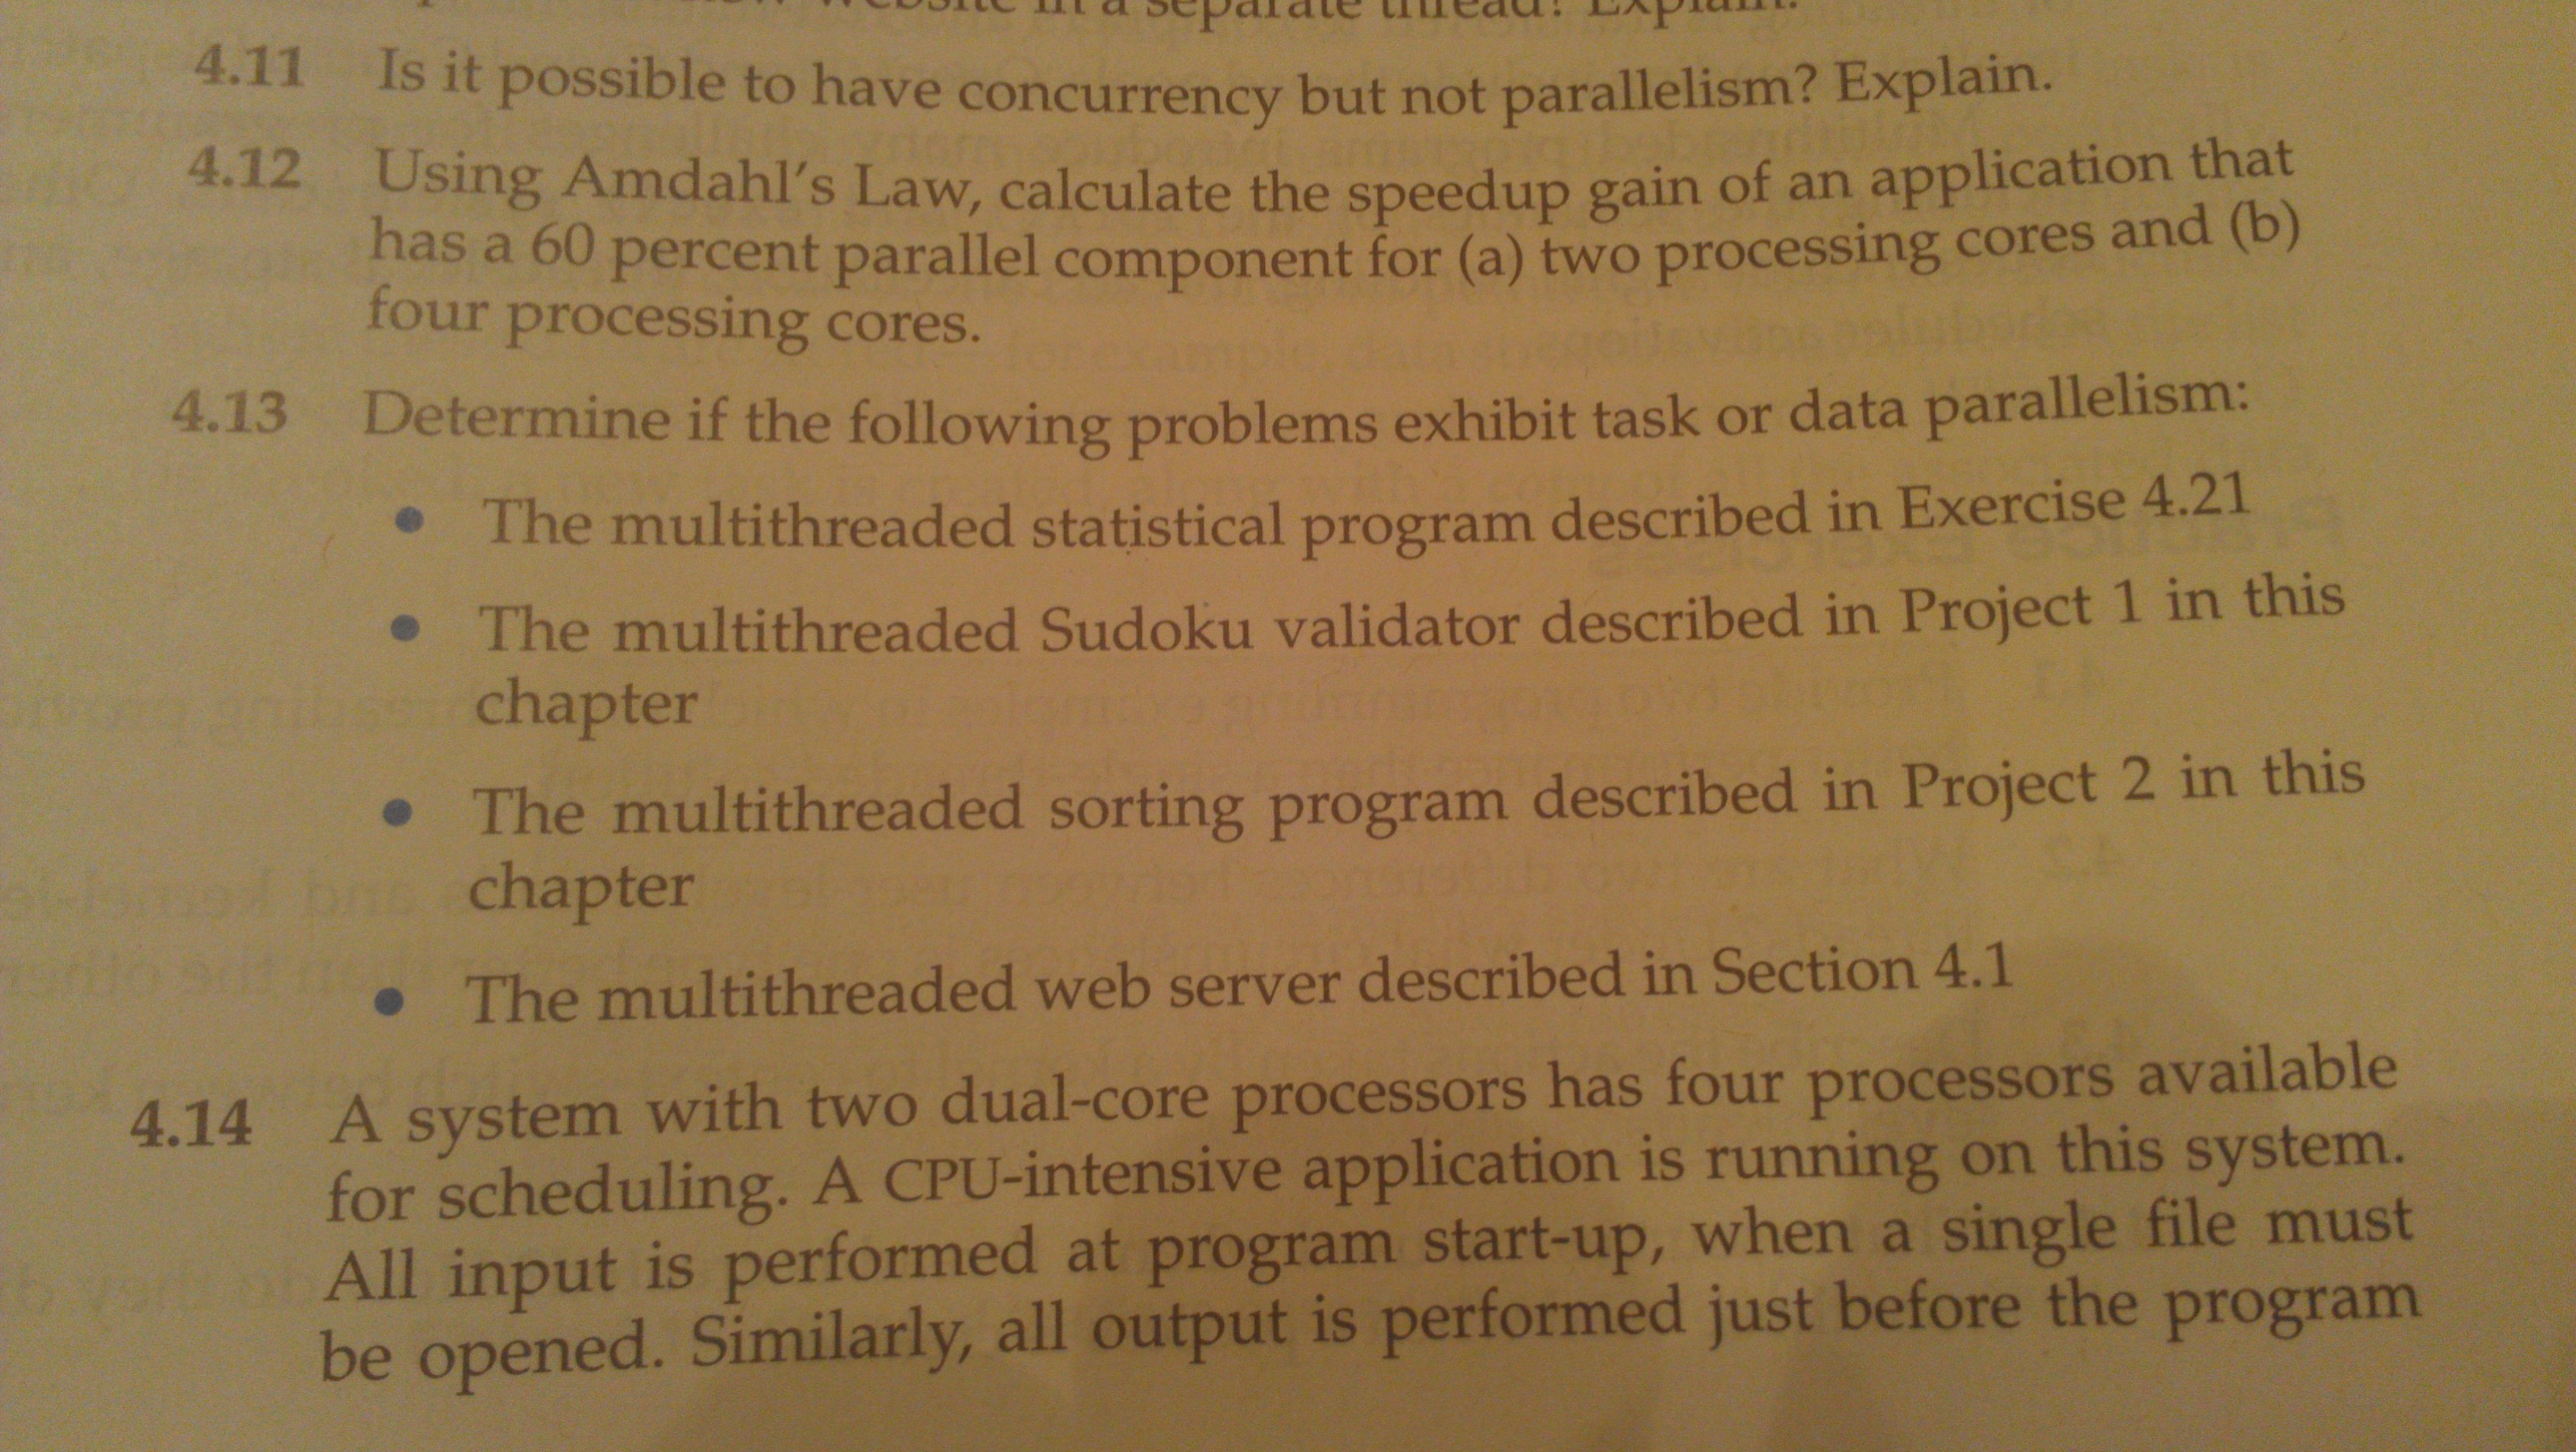 website in a separate thread? Explain.
4.11 Is it possible to have concurrency but not parallelism? Explain.
4.12 Using Amdahl's Law, calculate the speedup gain of an application that
has a 60 percent parallel component for (a) two processing cores and (b)
four processing cores.
4.13 Determine if the following problems exhibit task or data parallelism:
• The multithreaded statistical program described in Exercise 4.21
• The multithreaded Sudoku validator described in Project 1 in this
chapter
• The multithreaded sorting program described in Project 2 in this
chapter
• The multithreaded web server described in Section 4.1
4.14 A system with two dual-core processors has four processors available
for scheduling. A CPU-intensive application is running on this system.
All input is performed at program start-up, when a single file must
be opened. Similarly, all output is performed just before the program